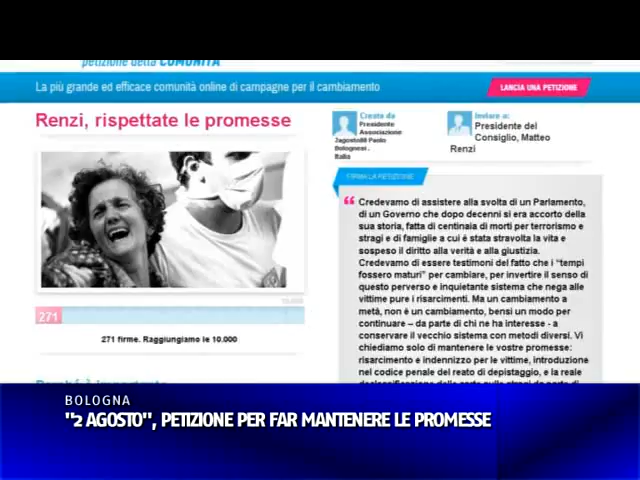 petizione della COMUNITÀ
La più grande ed efficace comunità online di campagne per il cambiamento
LANCIA UNA PETIZIONE
Renzi, rispettate le promesse
Creata da
Presidente
Associazione
2agosto80 Paolo
Bolognesi .
Italia
Inviare a:
Presidente del
Consiglio, Matteo
Renzi
FIRMA LA PETIZIONE
“ Credevamo di assistere alla svolta di un Parlamento,
di un Governo che dopo decenni si era accorto della
sua storia, fatta di centinaia di morti per terrorismo e
stragi e di famiglie a cui é stata stravolta la vita e
sospeso il diritto alla verità e alla giustizia.
Credevamo di essere testimoni del fatto che i “tempi
fossero maturi” per cambiare, per invertire il senso di
questo perverso e inquietante sistema che nega alle
vittime pure i risarcimenti. Ma un cambiamento a
metà, non è un cambiamento, bensì un modo per
continuare – da parte di chi ne ha interesse - a
conservare il vecchio sistema con metodi diversi. Vi
chiediamo solo di mantenere le vostre promesse:
risarcimento e indennizzo per le vittime, introduzione
nel codice penale del reato di depistaggio, e la reale
10.000
271
271 firme. Raggiungiamo le 10.000
BOLOGNA
"2 AGOSTO", PETIZIONE PER FAR MANTENERE LE PROMESSE